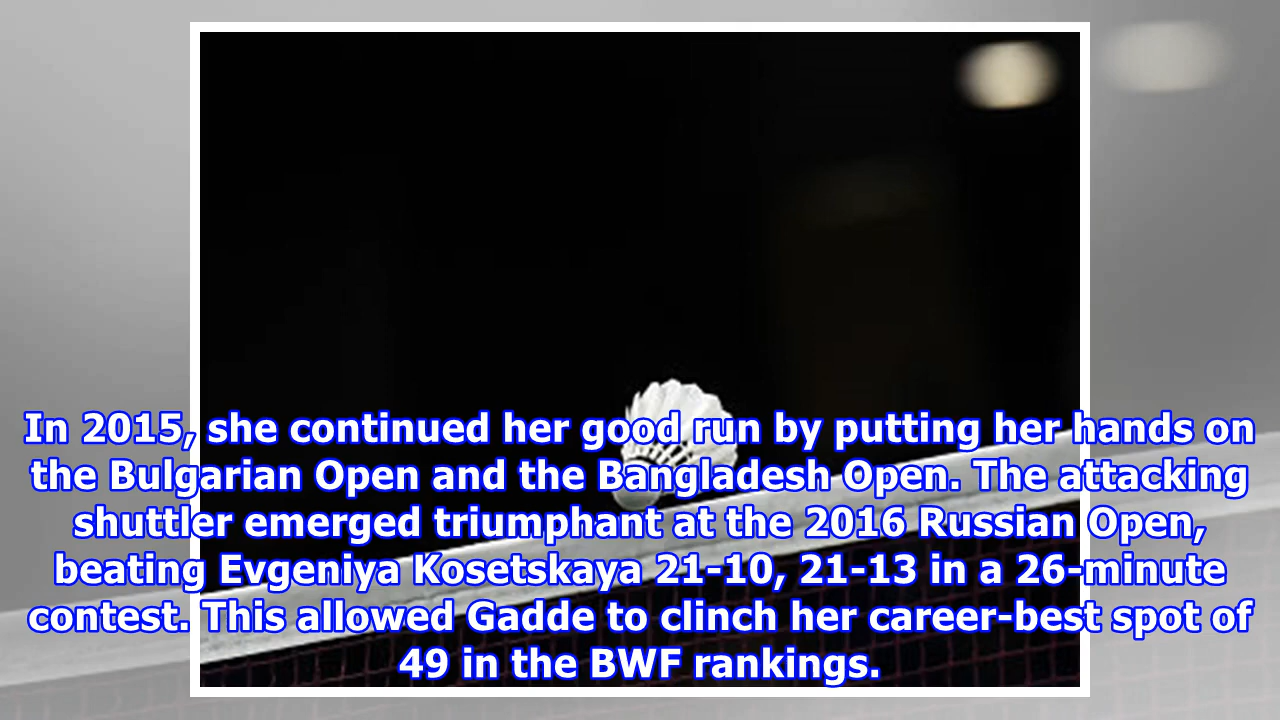 In 2015, she continued her good run by putting her hands on
the Bulgarian Open and the Bangladesh Open. The attacking
shuttler emerged triumphant at the 2016 Russian Open,
beating Evgeniya Kosetskaya 21-10, 21-13 in a 26-minute
contest. This allowed Gadde to clinch her career-best spot of
49 in the BWF rankings.